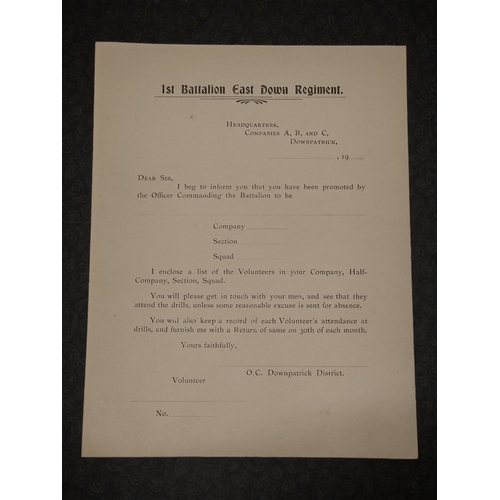 1st Battalion East Down Regiment.
Headquarters,
Companies A, B, and C,
Downpatrick,
, 19
Dear Sir,
I beg to inform you that you have been promoted by
the Officer Commanding the Battalion to be
Company
Section
Squad
I enclose a list of the Volunteers in your Company, Half-
Company, Section, Squad.
You will please get in touch with your men, and see that they
attend the drills, unless some reasonable excuse is sent for absence.
You will also keep a record of each Volunteer's attendance at
drills, and furnish me with a Return of same on 30th of each month.
Yours faithfully,
O.C. Downpatrick District.
Volunteer
No.